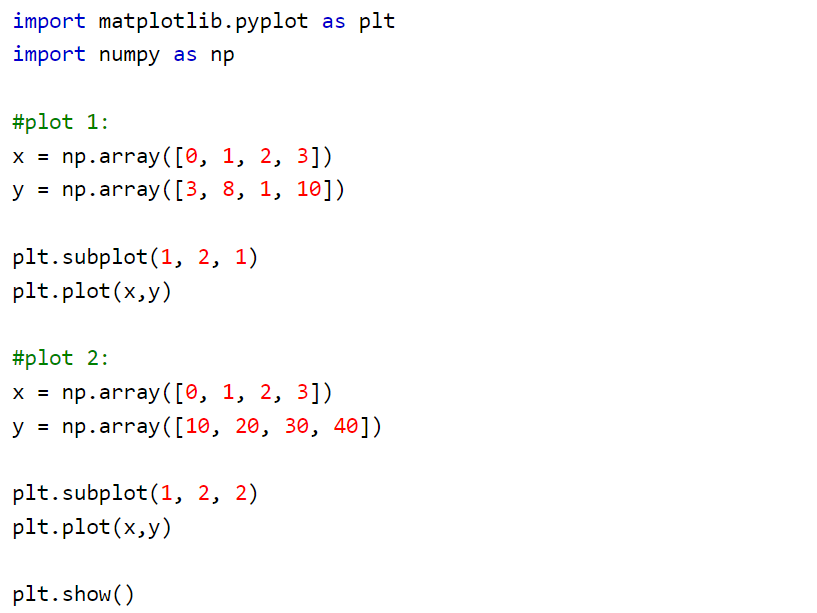 import matplotlib.pyplot as plt
import numpy as np
#plot 1:
x = np.array([0, 1, 2, 3])
y = np.array([3, 8, 1, 10])
plt.subplot(1, 2, 1)
plt.plot(x,y)
#plot 2:
x = np.array([0, 1, 2, 3])
y = np.array([10, 20, 30, 40])
plt.subplot(1, 2, 2)
plt.plot(x,y)
plt.show()